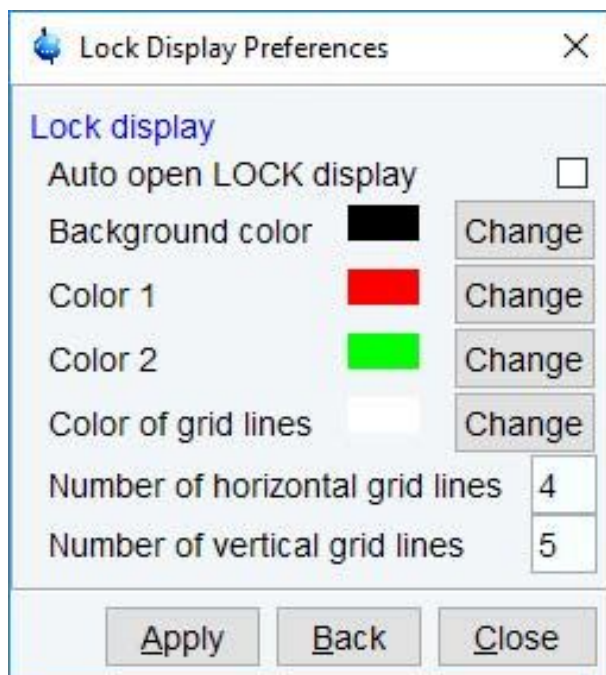 Lock Display Preferences
Lock display
Auto open LOCK display
Background color Change
Color 1 Change
Color 2 Change
Color of grid lines Change
Number of horizontal grid lines 4
Number of vertical grid lines 5
Apply Back Close